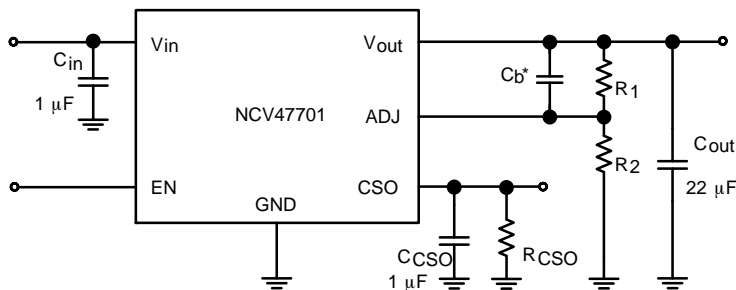 Vin
Vout
Cin
1 μF
Cb*
R1
NCV47701
ADJ
Cout
22 μF
R2
EN
CSO
GND
CCSO
1 μF
RCSO